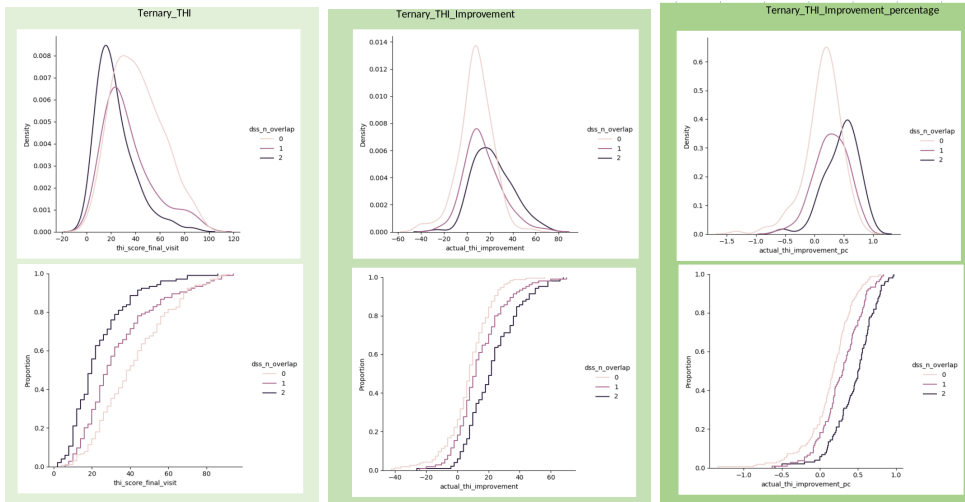 Ternary_THI
Ternary_THI_Improvement
Ternary_THI_Improvement_percentage
0.008
0.007
0.006
0.005
0.004
0.003
0.002
0.001
0.000
Density
−20 0 20 40 60 80 100 120
thi_score_final_visit
dss_n_overlap
0
1
2
0.014
0.012
0.010
0.008
0.006
0.004
0.002
0.000
Density
−60 −40 −20 0 20 40 60 80
actual_thi_improvement
dss_n_overlap
0
1
2
0.6
0.5
0.4
0.3
0.2
0.1
0.0
Density
−1.5 −1.0 −0.5 0.0 0.5 1.0
actual_thi_improvement_pc
dss_n_overlap
0
1
2
1.0
0.8
0.6
0.4
0.2
0.0
Proportion
0 20 40 60 80
thi_score_final_visit
dss_n_overlap
0
1
2
1.0
0.8
0.6
0.4
0.2
0.0
Proportion
−40 −20 0 20 40 60
actual_thi_improvement
dss_n_overlap
0
1
2
1.0
0.8
0.6
0.4
0.2
0.0
Proportion
−1.0 −0.5 0.0 0.5 1.0
actual_thi_improvement_pc
dss_n_overlap
0
1
2